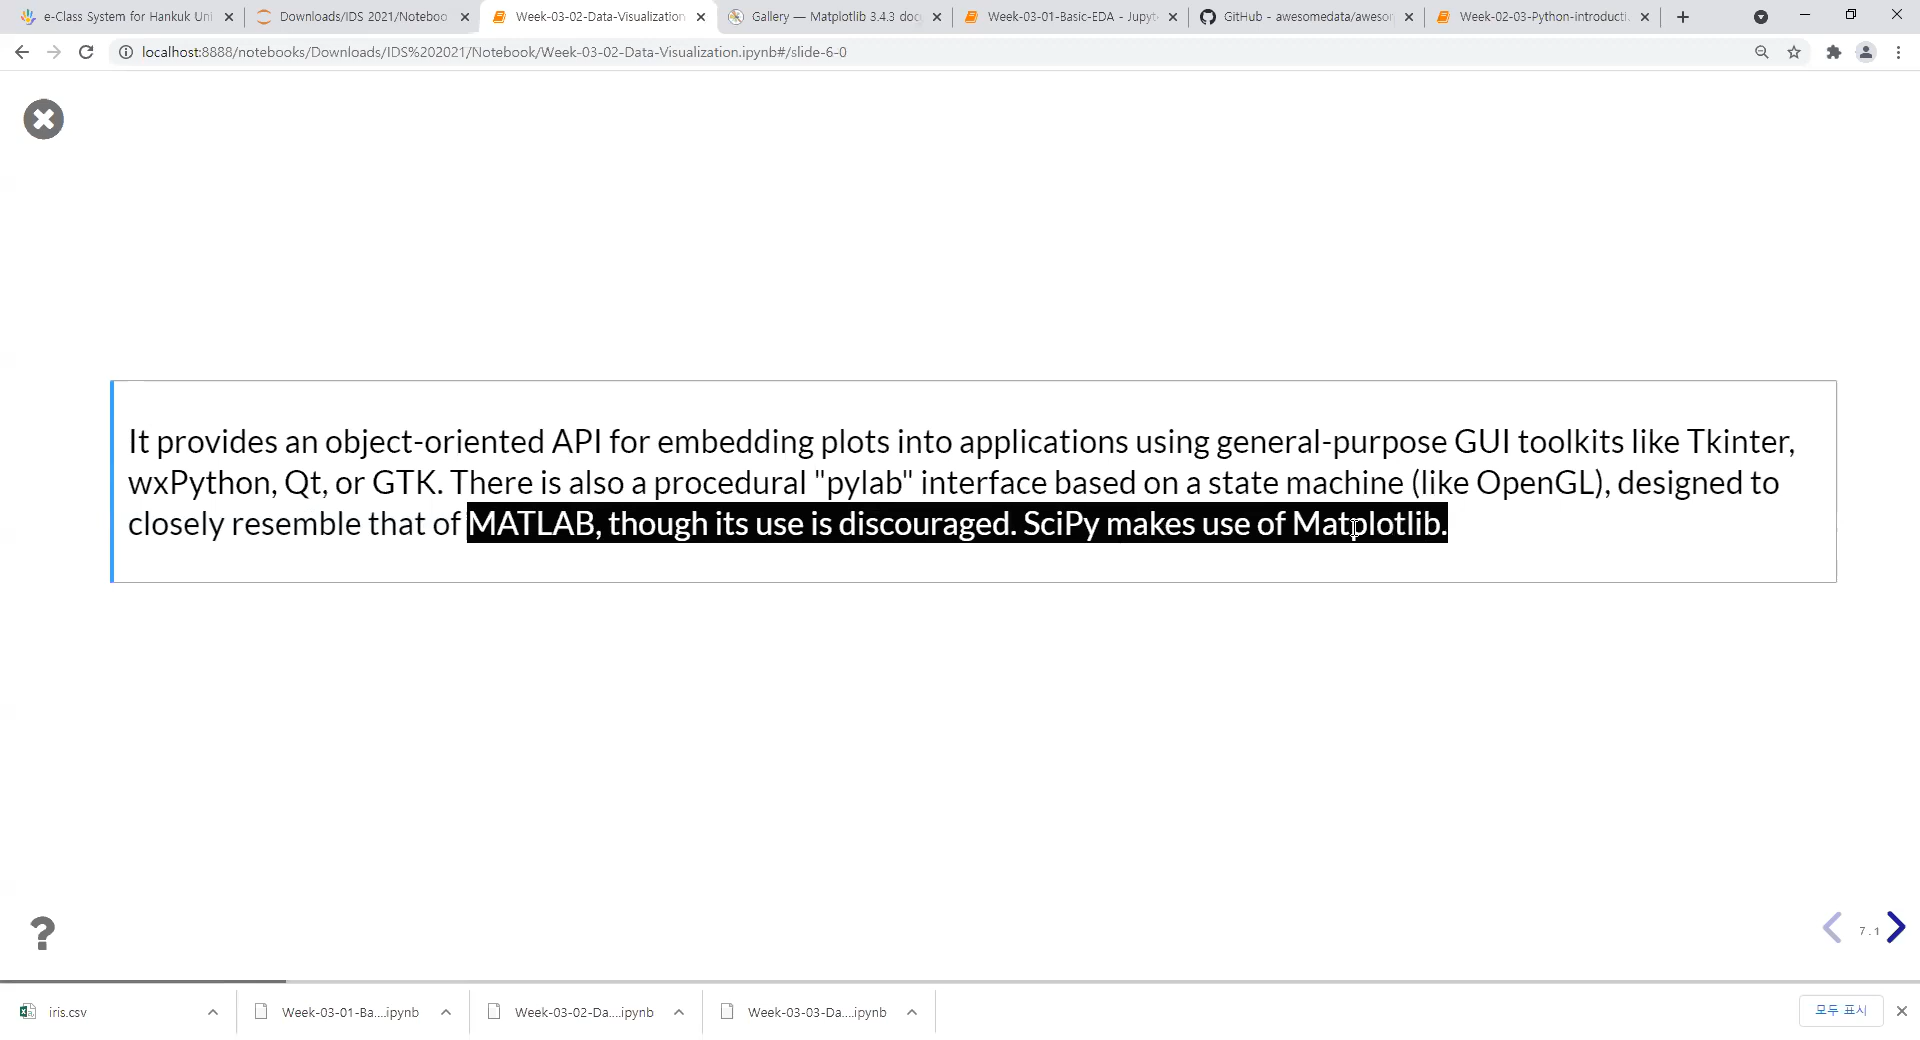 e-Class System for Hankuk Uni
Downloads/IDS 2021/Noteboo
Week-03-02-Data-Visualization
Gallery — Matplotlib 3.4.3 doc
Week-03-01-Basic-EDA - Jupyt
GitHub - awesomedata/aweso
Week-02-03-Python-introducti
localhost:8888/notebooks/Downloads/IDS%202021/Notebook/Week-03-02-Data-Visualization.ipynb#/slide-6-0
It provides an object-oriented API for embedding plots into applications using general-purpose GUI toolkits like Tkinter,
wxPython, Qt, or GTK. There is also a procedural "pylab" interface based on a state machine (like OpenGL), designed to
closely resemble that of MATLAB, though its use is discouraged. SciPy makes use of Matplotlib.
?
7.1
iris.csv
Week-03-01-Ba....ipynb
Week-03-02-Da....ipynb
Week-03-03-Da....ipynb
모두 표시